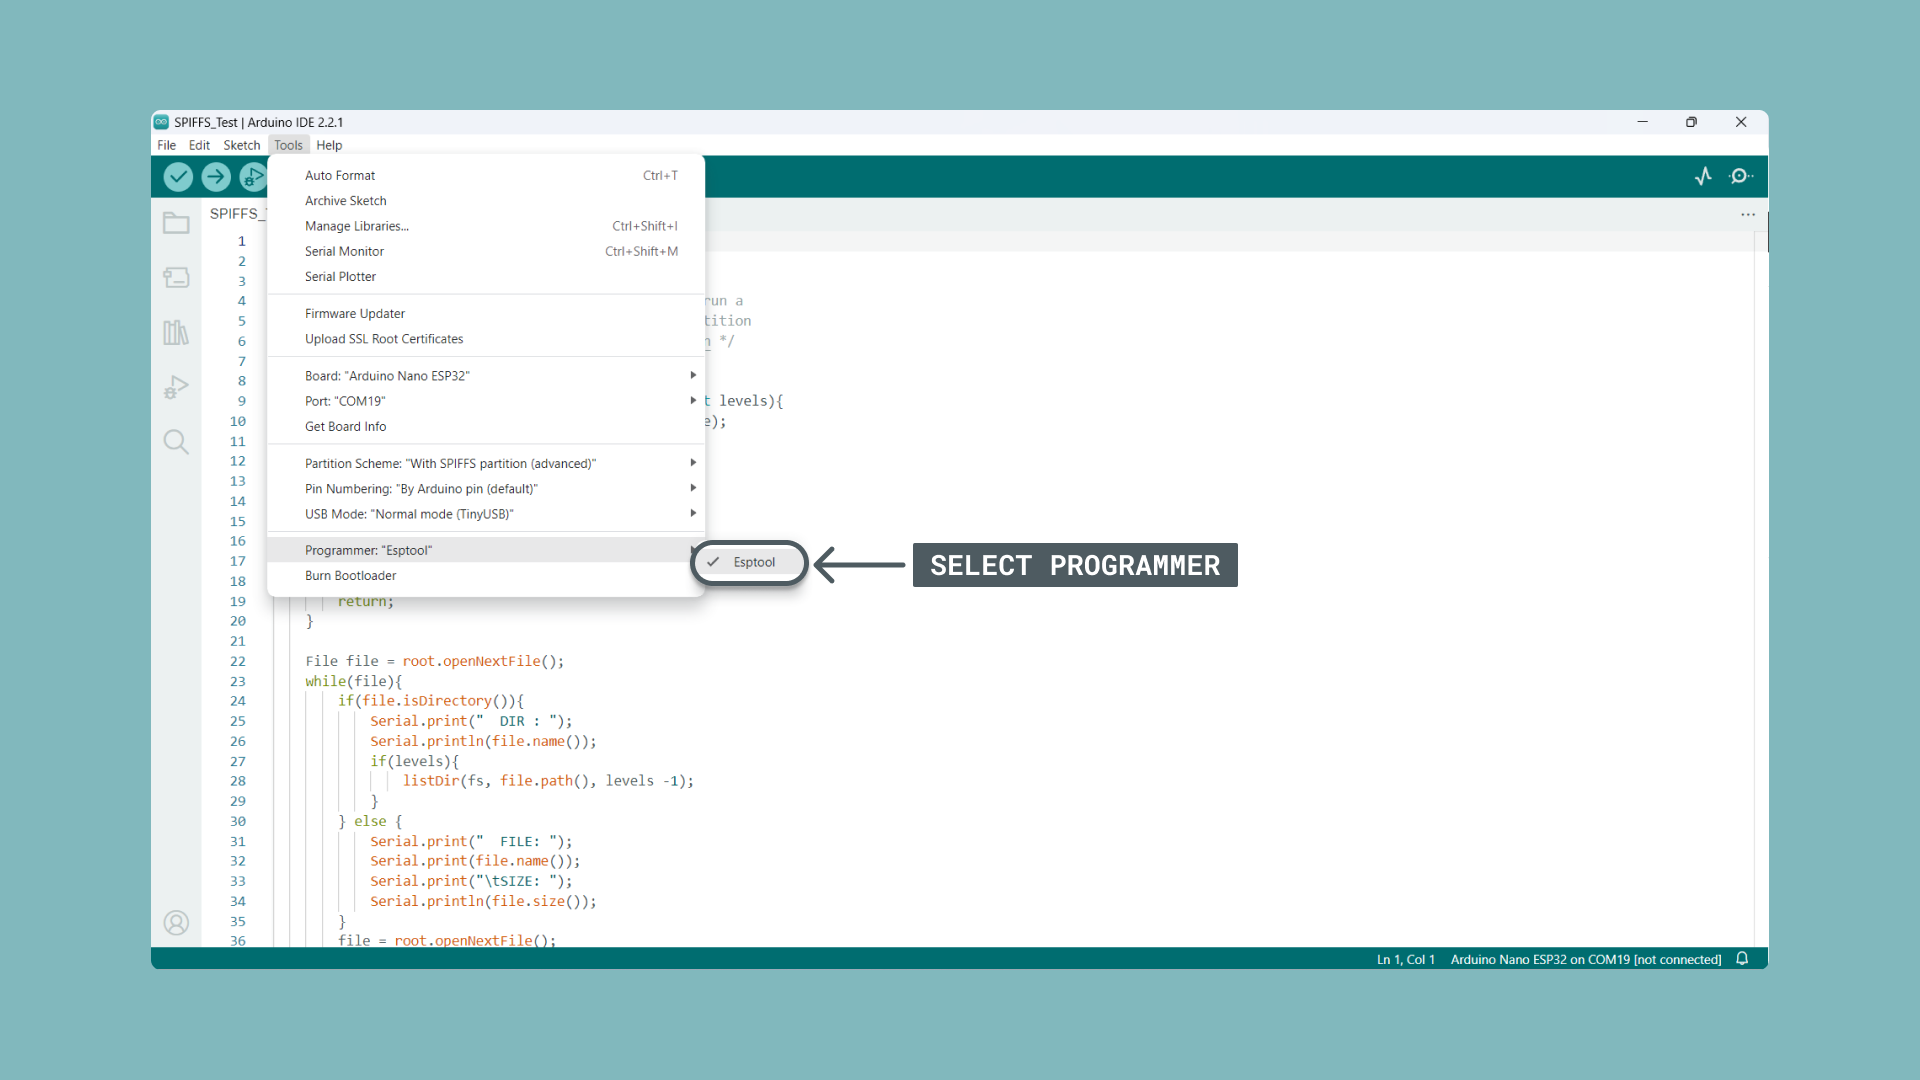 SPIFFS_Test | Arduino IDE 2.2.1
File Edit Sketch Tools Help
SPIFFS_
Auto Format Ctrl+T
Archive Sketch
Manage Libraries... Ctrl+Shift+I
Serial Monitor Ctrl+Shift+M
Serial Plotter
Firmware Updater
Upload SSL Root Certificates
Board: "Arduino Nano ESP32"
Port: "COM19"
Get Board Info
Partition Scheme: "With SPIFFS partition (advanced)"
Pin Numbering: "By Arduino pin (default)"
USB Mode: "Normal mode (TinyUSB)"
Programmer: "Esptool"
Burn Bootloader
Esptool
SELECT PROGRAMMER
1
2
3
4 run a
5 tition
6 n */
7
8
9 t levels){
10 e);
11
12
13
14
15
16
17
18
19 return;
20 }
21
22 File file = root.openNextFile();
23 while(file){
24 if(file.isDirectory()){
25 Serial.print("  DIR : ");
26 Serial.println(file.name());
27 if(levels){
28 listDir(fs, file.path(), levels -1);
29 }
30 } else {
31 Serial.print("  FILE: ");
32 Serial.print(file.name());
33 Serial.print("\tSIZE: ");
34 Serial.println(file.size());
35 }
36 file = root.openNextFile();
Ln 1, Col 1 Arduino Nano ESP32 on COM19 [not connected]